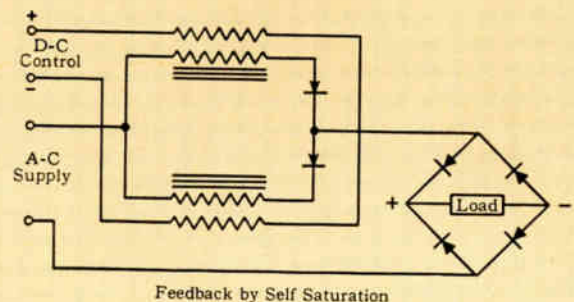 +
D-C
Control
–
A-C
Supply
+
Load
–
Feedback by Self Saturation